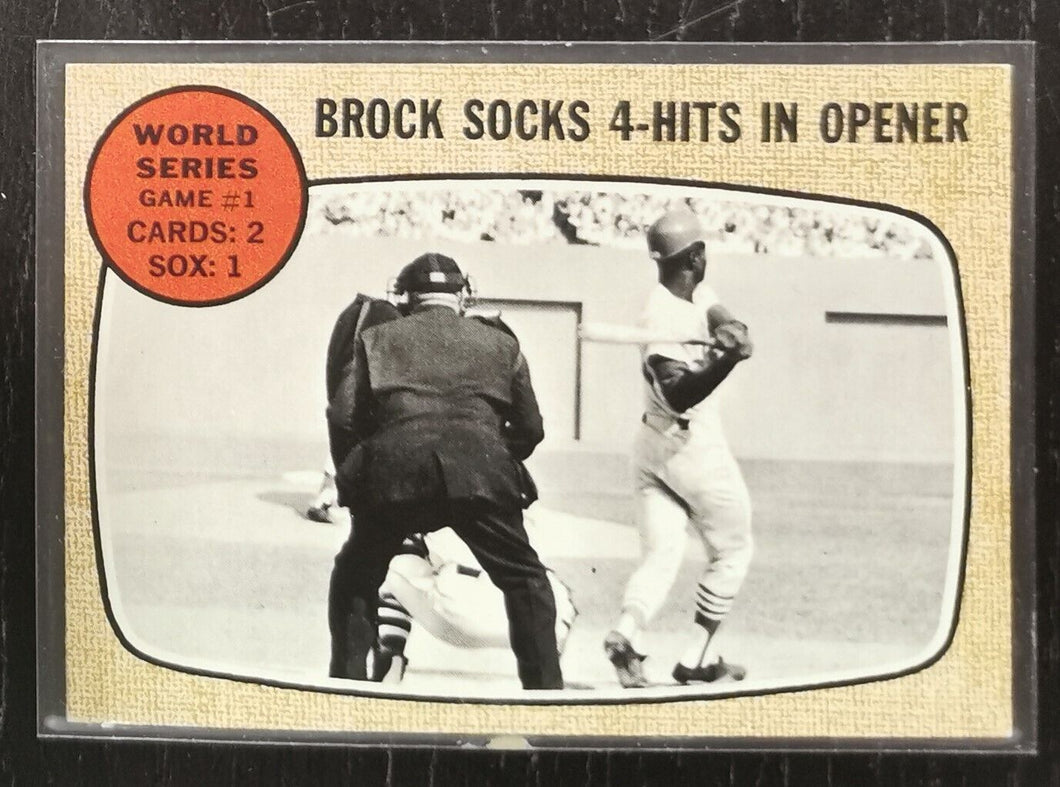 BROCK SOCKS 4-HITS IN OPENER
WORLD
SERIES
GAME #1
CARDS: 2
SOX: 1